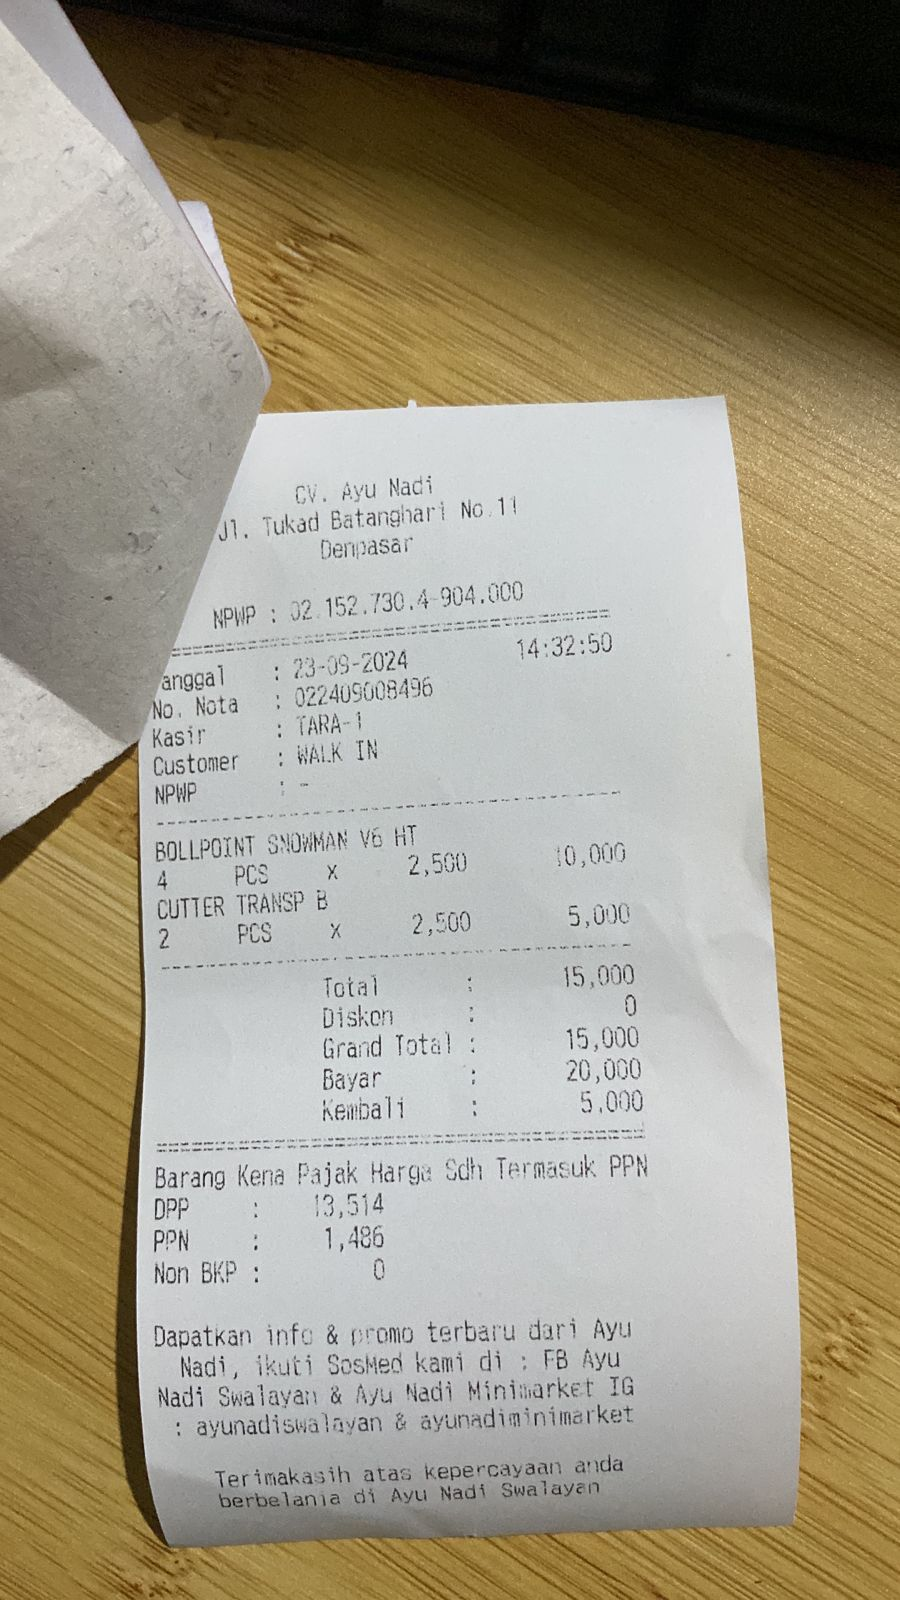 CV. Ayu Nadi
Jl. Tukad Batanghari No.11
Denpasar
NPWP : 02.152.730.4-904.000
anggal : 23-09-2024 14:32:50
No. Nota : 022409008496
Kasir : TARA-1
Customer : WALK IN
NPWP : -
BOLLPOINT SNOWMAN V6 HT
4 PCS X 2,500 10,000
CUTTER TRANSP B
2 PCS X 2,500 5,000
Total : 15,000
Diskon : 0
Grand Total : 15,000
Bayar : 20,000
Kembali : 5,000
Barang Kena Pajak Harga Sdh Termasuk PPN
DPP : 13,514
PPN : 1,486
Non BKP : 0
Dapatkan info & promo terbaru dari Ayu
Nadi, ikuti SosMed kami di : FB Ayu
Nadi Swalayan & Ayu Nadi Minimarket IG
: ayunadiswalayan & ayunadiminimarket
Terimakasih atas kepercayaan anda
berbelanja di Ayu Nadi Swalayan